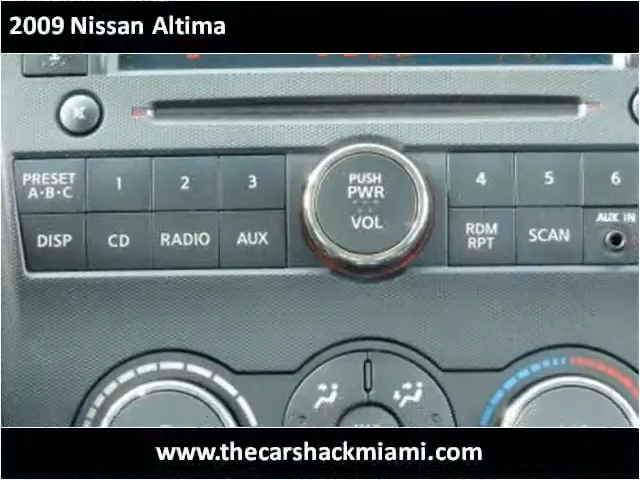 2009 Nissan Altima
PRESET
A·B·C
1
2
3
PUSH
PWR
VOL
4
5
6
DISP
CD
RADIO
AUX
RDM
RPT
SCAN
AUX IN
www.thecarshackmiami.com